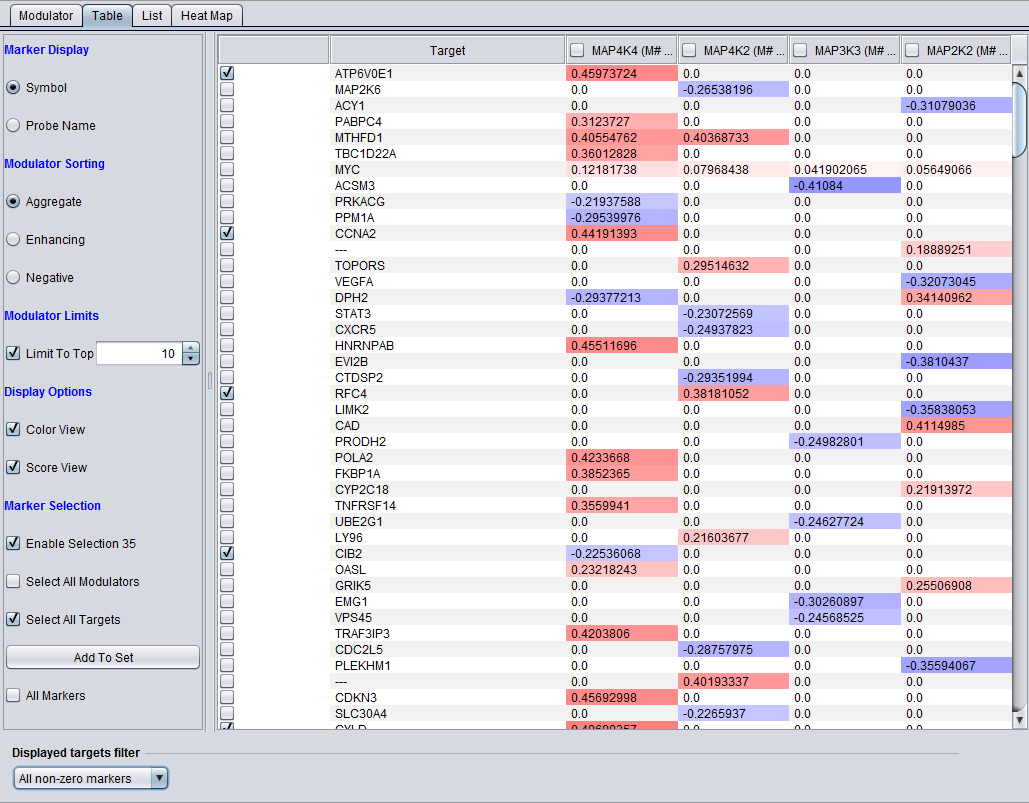 Modulator Table List Heat Map
Marker Display
Symbol
Probe Name
Modulator Sorting
Aggregate
Enhancing
Negative
Modulator Limits
Limit To Top 10
Display Options
Color View
Score View
Marker Selection
Enable Selection 35
Select All Modulators
Select All Targets
Add To Set
All Markers
Target MAP4K4 (M# ... MAP4K2 (M# ... MAP3K3 (M# ... MAP2K2 (M# ...
ATP6V0E1 0.45973724 0.0 0.0 0.0
MAP2K6 0.0 -0.26538196 0.0 0.0
ACY1 0.0 0.0 0.0 -0.31079036
PABPC4 0.3123727 0.0 0.0 0.0
MTHFD1 0.40554762 0.40368733 0.0 0.0
TBC1D22A 0.36012828 0.0 0.0 0.0
MYC 0.12181738 0.07968438 0.041902065 0.05649066
ACSM3 0.0 0.0 -0.41084 0.0
PRKACG -0.21937588 0.0 0.0 0.0
PPM1A -0.29539976 0.0 0.0 0.0
CCNA2 0.44191393 0.0 0.0 0.0
--- 0.0 0.0 0.0 0.18889251
TOPORS 0.0 0.29514632 0.0 0.0
VEGFA 0.0 0.0 0.0 -0.32073045
DPH2 -0.29377213 0.0 0.0 0.34140962
STAT3 0.0 -0.23072569 0.0 0.0
CXCR5 0.0 -0.24937823 0.0 0.0
HNRNPAB 0.45511696 0.0 0.0 0.0
EVI2B 0.0 0.0 0.0 -0.3810437
CTDSP2 0.0 -0.29351994 0.0 0.0
RFC4 0.0 0.38181052 0.0 0.0
LIMK2 0.0 0.0 0.0 -0.35838053
CAD 0.0 0.0 0.0 0.4114985
PRODH2 0.0 0.0 -0.24982801 0.0
POLA2 0.4233668 0.0 0.0 0.0
FKBP1A 0.3852365 0.0 0.0 0.0
CYP2C18 0.0 0.0 0.0 0.21913972
TNFRSF14 0.3559941 0.0 0.0 0.0
UBE2G1 0.0 0.0 -0.24627724 0.0
LY96 0.0 0.21603677 0.0 0.0
CIB2 -0.22536068 0.0 0.0 0.0
OASL 0.23218243 0.0 0.0 0.0
GRIK5 0.0 0.0 0.0 0.25506908
EMG1 0.0 0.0 -0.30260897 0.0
VPS45 0.0 0.0 -0.24568525 0.0
TRAF3IP3 0.4203806 0.0 0.0 0.0
CDC2L5 0.0 -0.28757975 0.0 0.0
PLEKHM1 0.0 0.0 0.0 -0.35594067
--- 0.0 0.40193337 0.0 0.0
CDKN3 0.45692998 0.0 0.0 0.0
SLC30A4 0.0 -0.2265937 0.0 0.0
Displayed targets filter
All non-zero markers